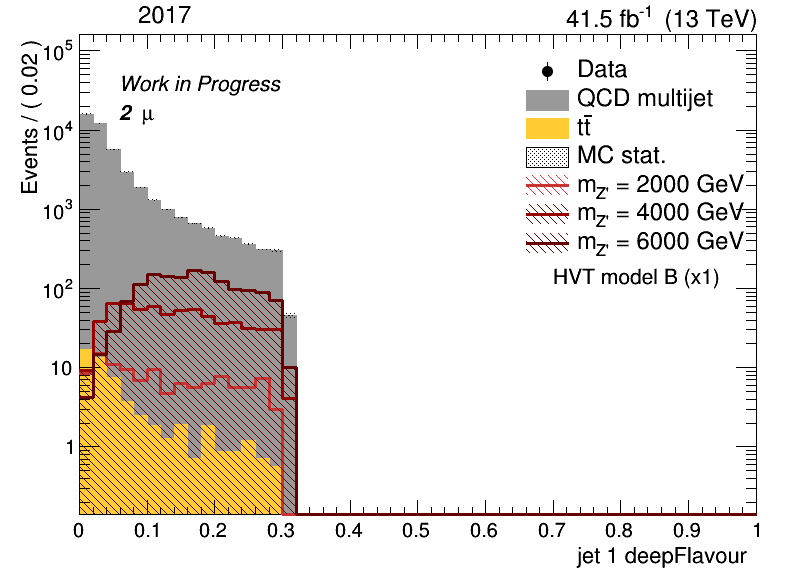 2017
41.5 fb⁻¹ (13 TeV)
Events / ( 0.02 )
10⁵
10⁴
10³
10²
10
1
Work in Progress
2 μ
Data
QCD multijet
tt̄
MC stat.
m_Z' = 2000 GeV
m_Z' = 4000 GeV
m_Z' = 6000 GeV
HVT model B (x1)
0 0.1 0.2 0.3 0.4 0.5 0.6 0.7 0.8 0.9 1
jet 1 deepFlavour